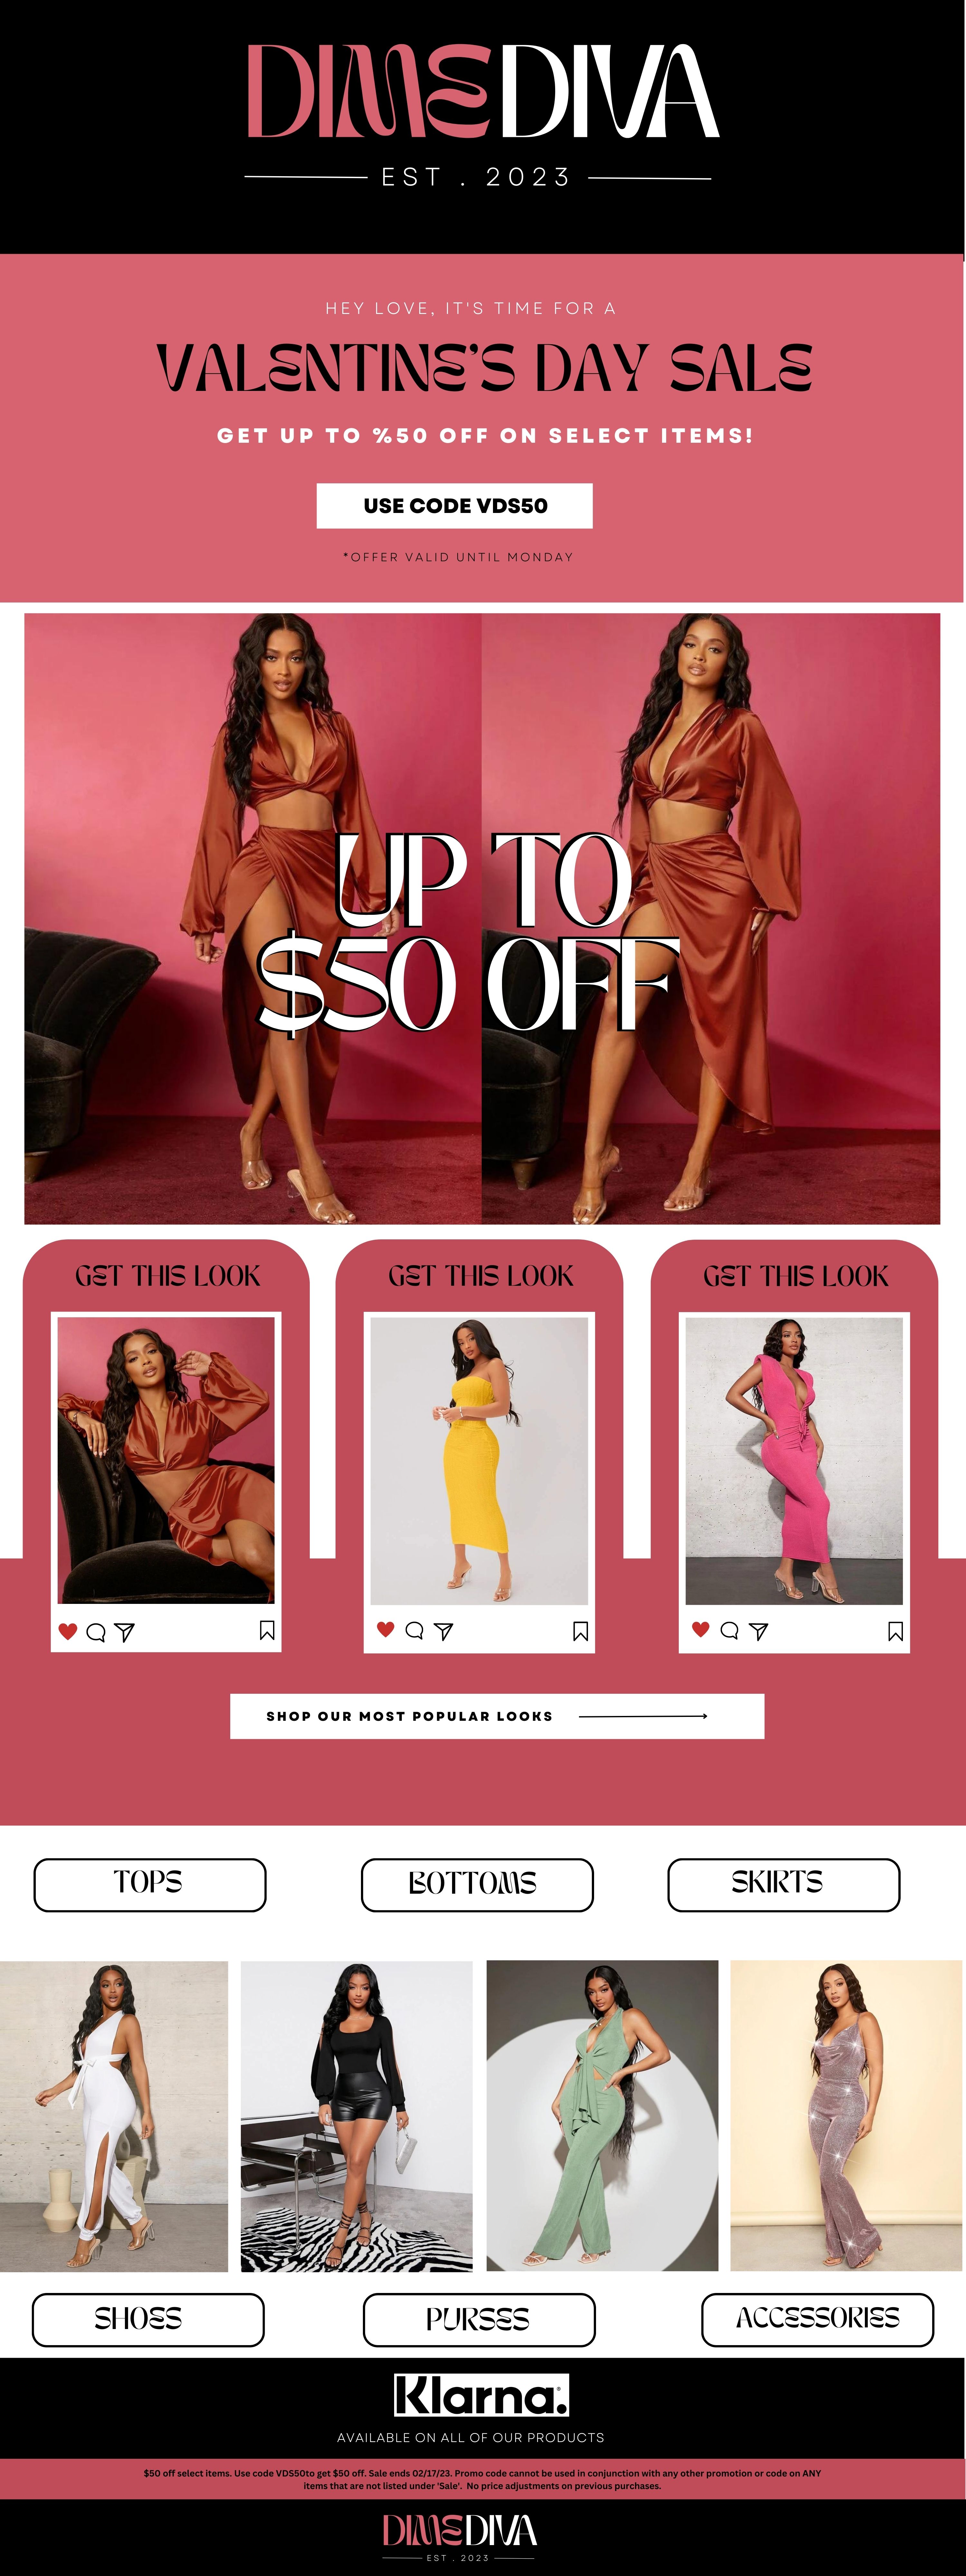 DIMEDIVA
EST . 2023
HEY LOVE, IT'S TIME FOR A
VALENTINE'S DAY SALE
GET UP TO %50 OFF ON SELECT ITEMS!
USE CODE VDS50
*OFFER VALID UNTIL MONDAY
UP TO
$50 OFF
GET THIS LOOK
GET THIS LOOK
GET THIS LOOK
SHOP OUR MOST POPULAR LOOKS
TOPS
BOTTOMS
SKIRTS
SHOES
PURSES
ACCESSORIES
Klarna.
AVAILABLE ON ALL OF OUR PRODUCTS
$50 off select items. Use code VDS50to get $50 off. Sale ends 02/17/23. Promo code cannot be used in conjunction with any other promotion or code on ANY
items that are not listed under 'Sale'. No price adjustments on previous purchases.
DIMEDIVA
EST . 2023